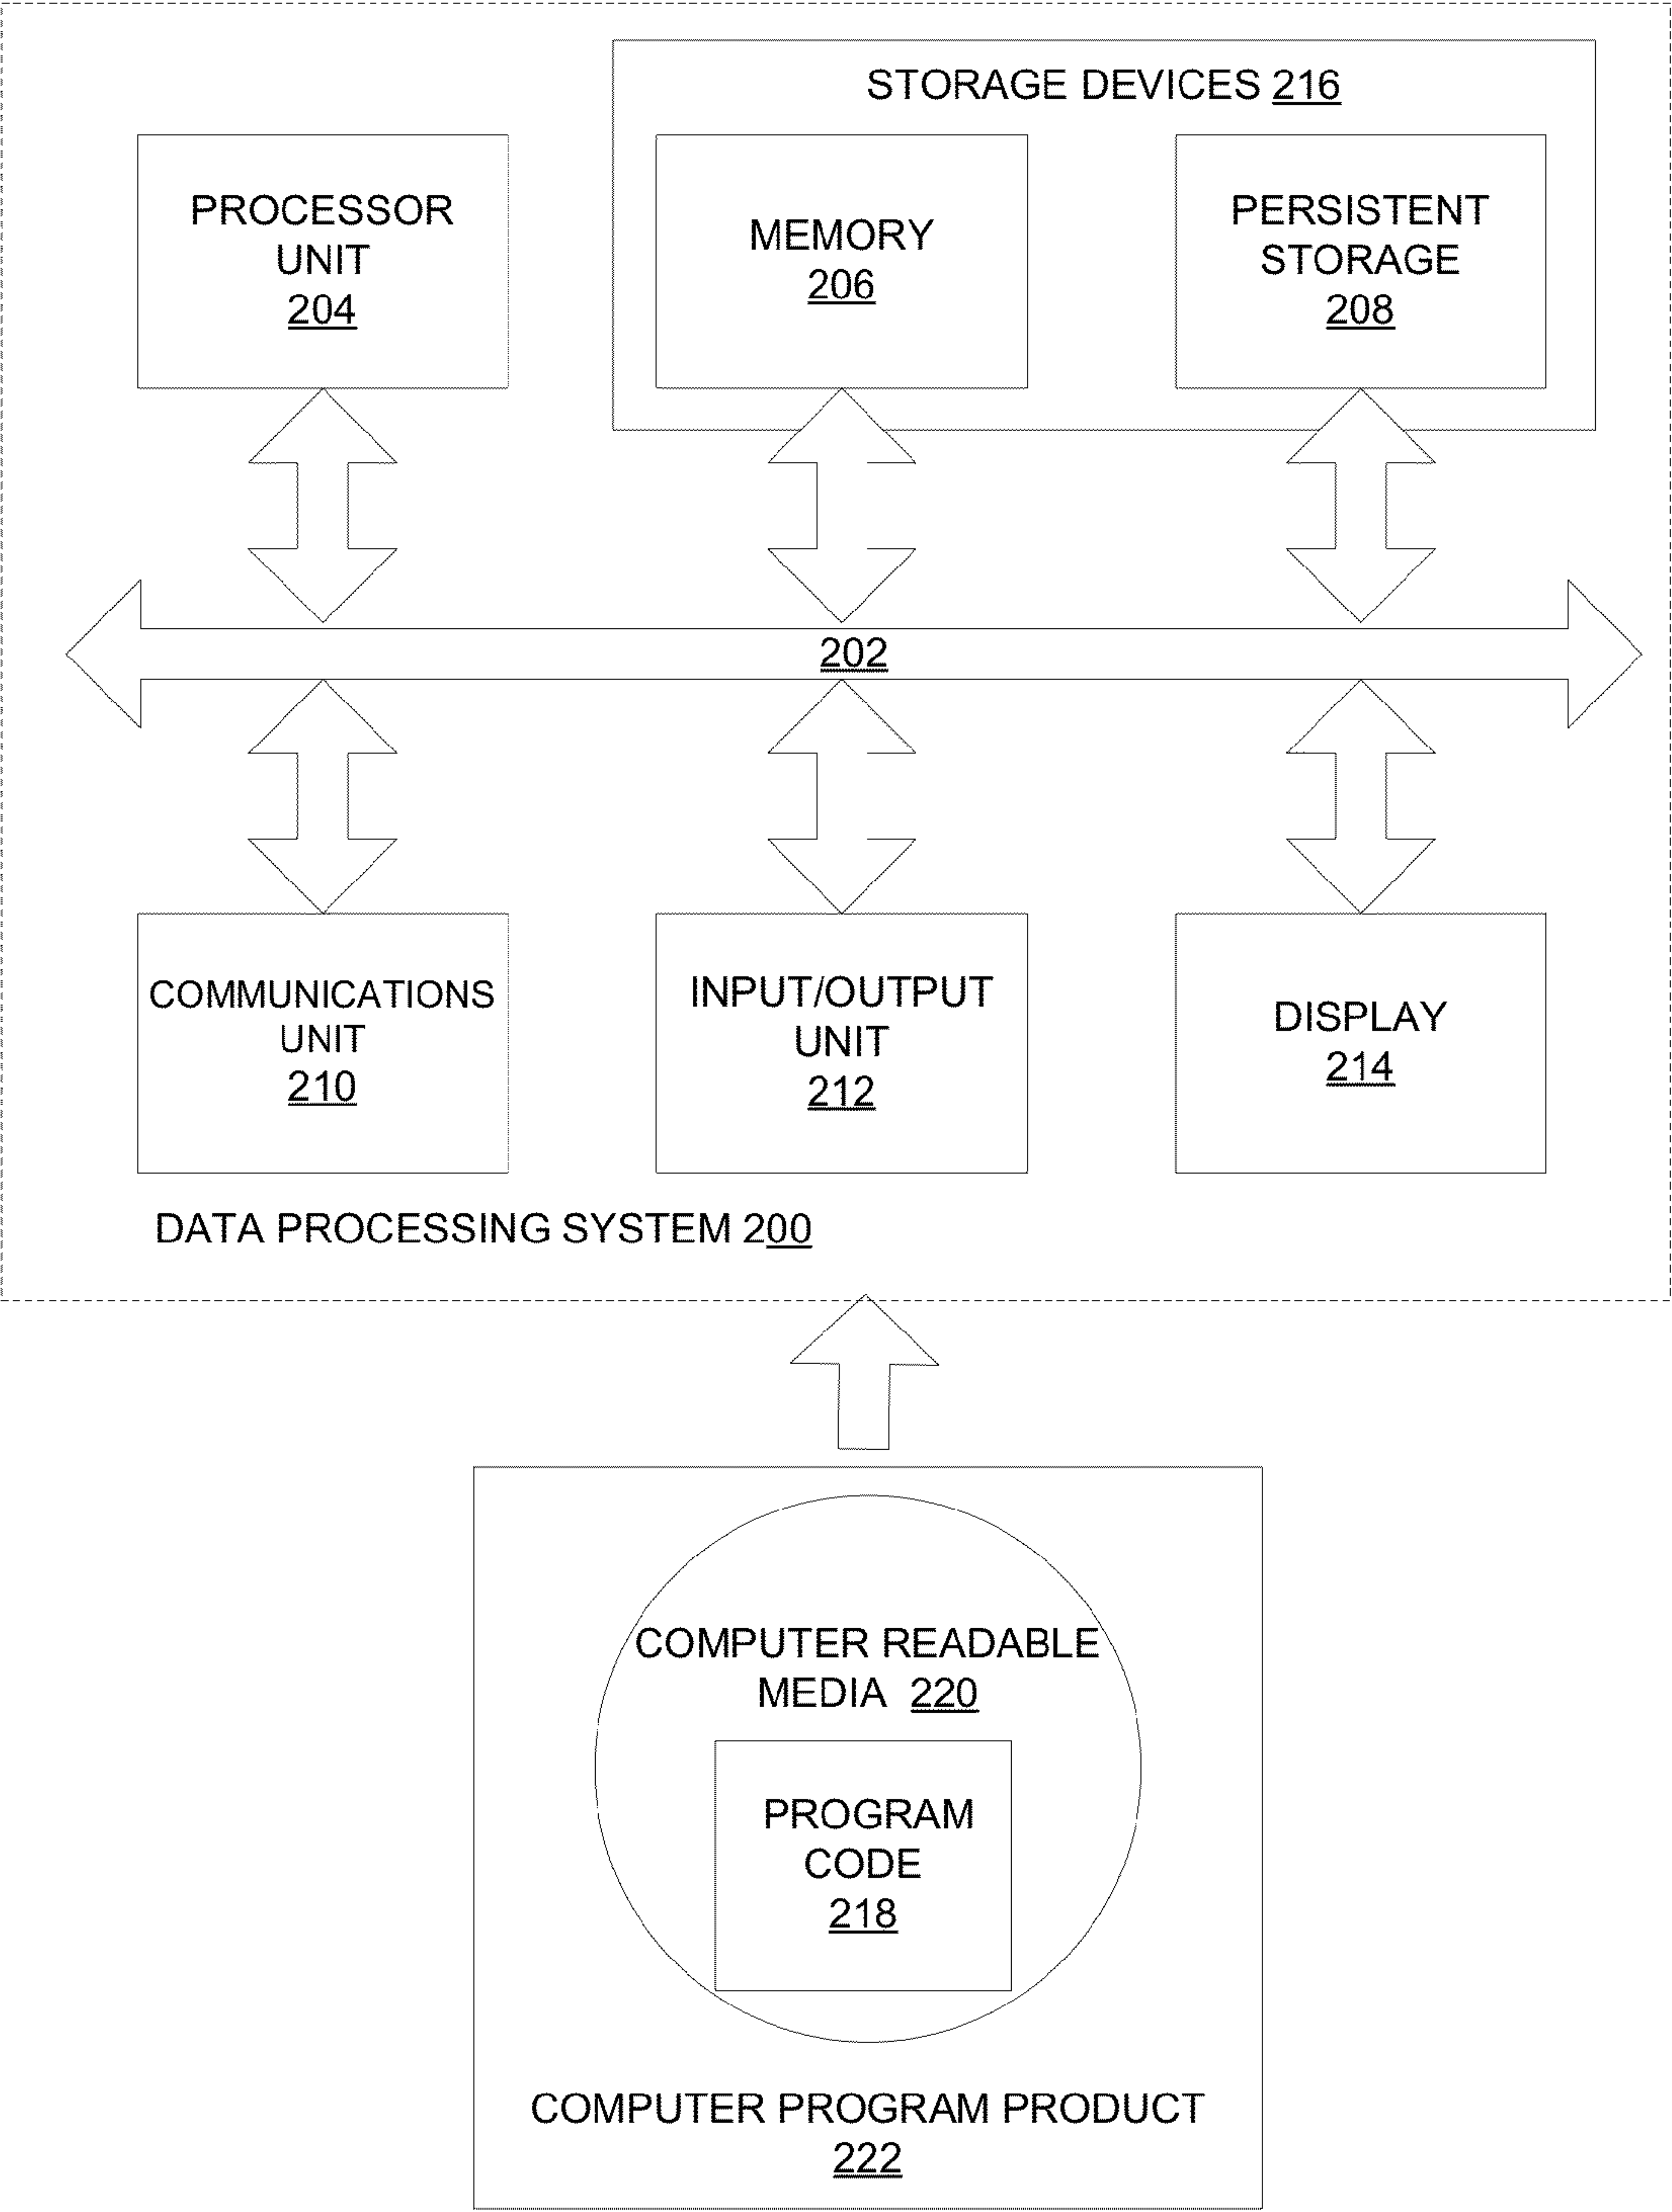 STORAGE DEVICES 216
PROCESSOR
UNIT
204
MEMORY
206
PERSISTENT
STORAGE
208
202
COMMUNICATIONS
UNIT
210
INPUT/OUTPUT
UNIT
212
DISPLAY
214
DATA PROCESSING SYSTEM 200
COMPUTER READABLE
MEDIA 220
PROGRAM
CODE
218
COMPUTER PROGRAM PRODUCT
222